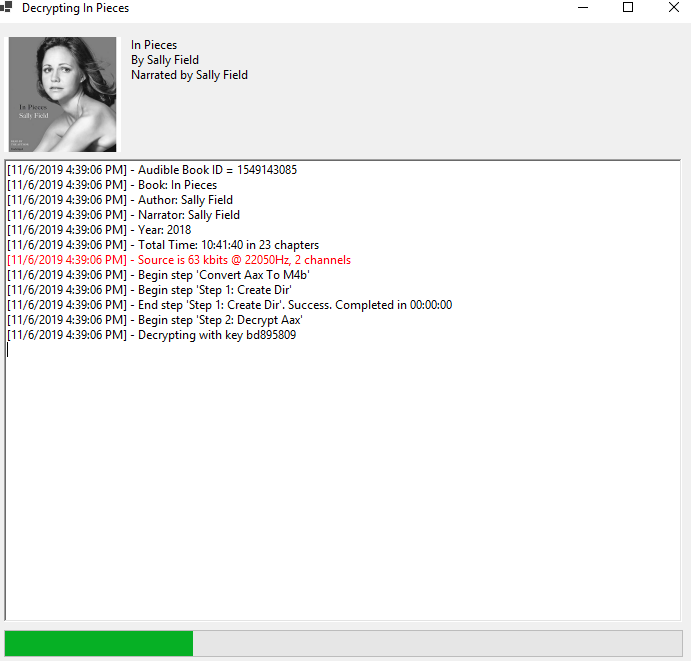 Decrypting In Pieces
In Pieces
By Sally Field
Narrated by Sally Field
In Pieces
Sally Field
[11/6/2019 4:39:06 PM] - Audible Book ID = 1549143085
[11/6/2019 4:39:06 PM] - Book: In Pieces
[11/6/2019 4:39:06 PM] - Author: Sally Field
[11/6/2019 4:39:06 PM] - Narrator: Sally Field
[11/6/2019 4:39:06 PM] - Year: 2018
[11/6/2019 4:39:06 PM] - Total Time: 10:41:40 in 23 chapters
[11/6/2019 4:39:06 PM] - Source is 63 kbits @ 22050Hz, 2 channels
[11/6/2019 4:39:06 PM] - Begin step 'Convert Aax To M4b'
[11/6/2019 4:39:06 PM] - Begin step 'Step 1: Create Dir'
[11/6/2019 4:39:06 PM] - End step 'Step 1: Create Dir'. Success. Completed in 00:00:00
[11/6/2019 4:39:06 PM] - Begin step 'Step 2: Decrypt Aax'
[11/6/2019 4:39:06 PM] - Decrypting with key bd895809